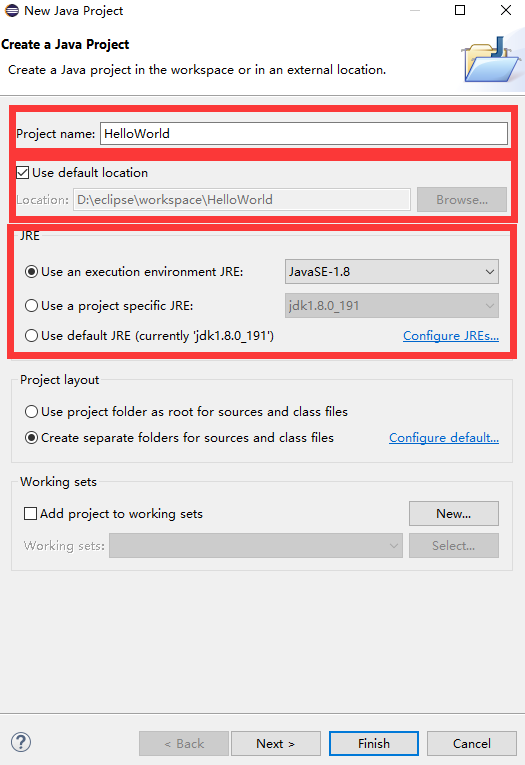 New Java Project
Create a Java Project
Create a Java project in the workspace or in an external location.
Project name: HelloWorld
Use default location
Location: D:\eclipse\workspace\HelloWorld Browse...
JRE
Use an execution environment JRE: JavaSE-1.8
Use a project specific JRE: jdk1.8.0_191
Use default JRE (currently 'jdk1.8.0_191') Configure JREs...
Project layout
Use project folder as root for sources and class files
Create separate folders for sources and class files Configure default...
Working sets
Add project to working sets New...
Working sets: Select...
? < Back Next > Finish Cancel